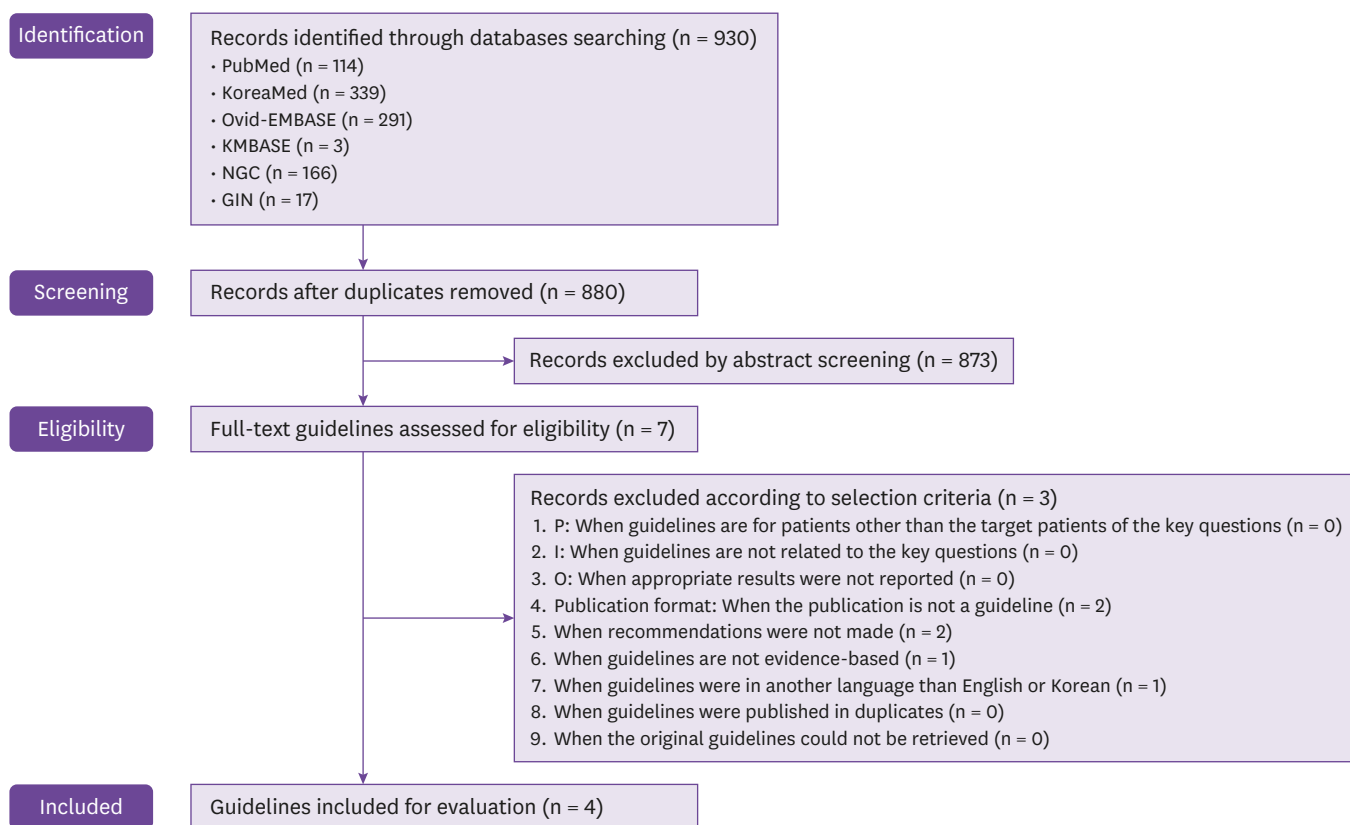 Identification
Records identified through databases searching (n = 930)
• PubMed (n = 114)
• KoreaMed (n = 339)
• Ovid-EMBASE (n = 291)
• KMBASE (n = 3)
• NGC (n = 166)
• GIN (n = 17)
Screening
Records after duplicates removed (n = 880)
Records excluded by abstract screening (n = 873)
Eligibility
Full-text guidelines assessed for eligibility (n = 7)
Records excluded according to selection criteria (n = 3)
1. P: When guidelines are for patients other than the target patients of the key questions (n = 0)
2. I: When guidelines are not related to the key questions (n = 0)
3. O: When appropriate results were not reported (n = 0)
4. Publication format: When the publication is not a guideline (n = 2)
5. When recommendations were not made (n = 2)
6. When guidelines are not evidence-based (n = 1)
7. When guidelines were in another language than English or Korean (n = 1)
8. When guidelines were published in duplicates (n = 0)
9. When the original guidelines could not be retrieved (n = 0)
Included
Guidelines included for evaluation (n = 4)